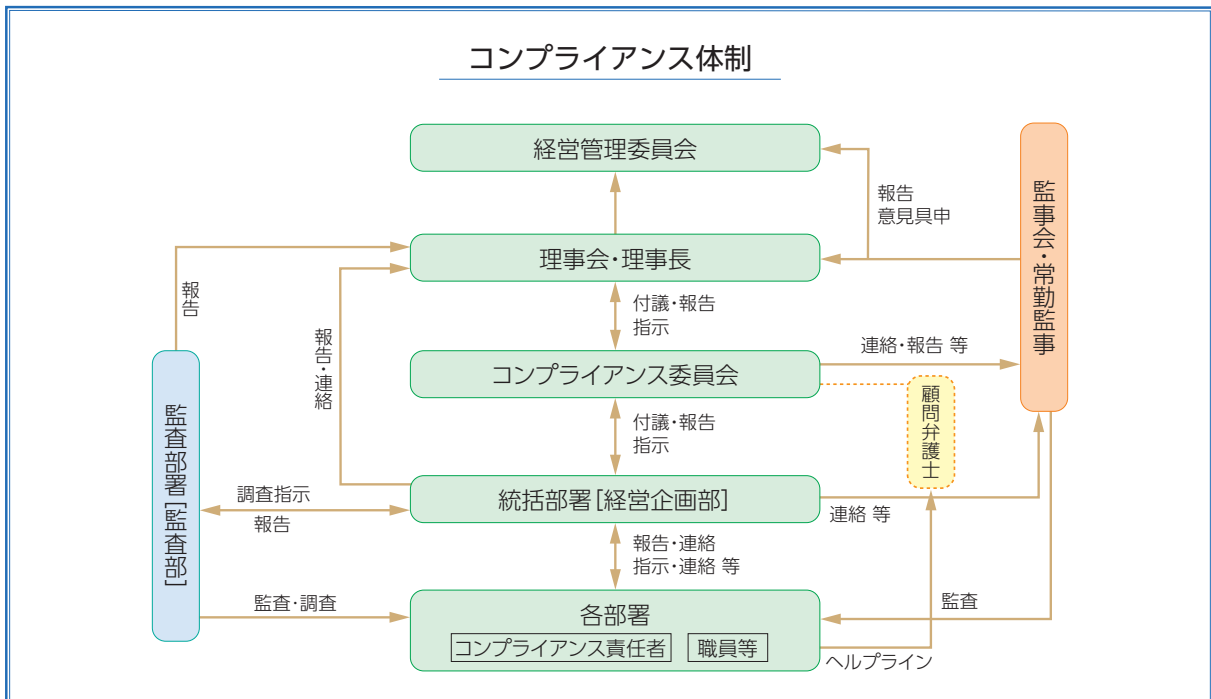 コンプライアンス体制
経営管理委員会
報告
意見具申
監事会・常勤監事
理事会・理事長
報告
付議・報告
指示
報告・連絡
連絡・報告 等
コンプライアンス委員会
顧問弁護士
監査部署[監査部]
付議・報告
指示
調査指示
報告
統括部署[経営企画部]
連絡 等
報告・連絡
指示・連絡 等
監査・調査
監査
各部署
コンプライアンス責任者 職員等
ヘルプライン